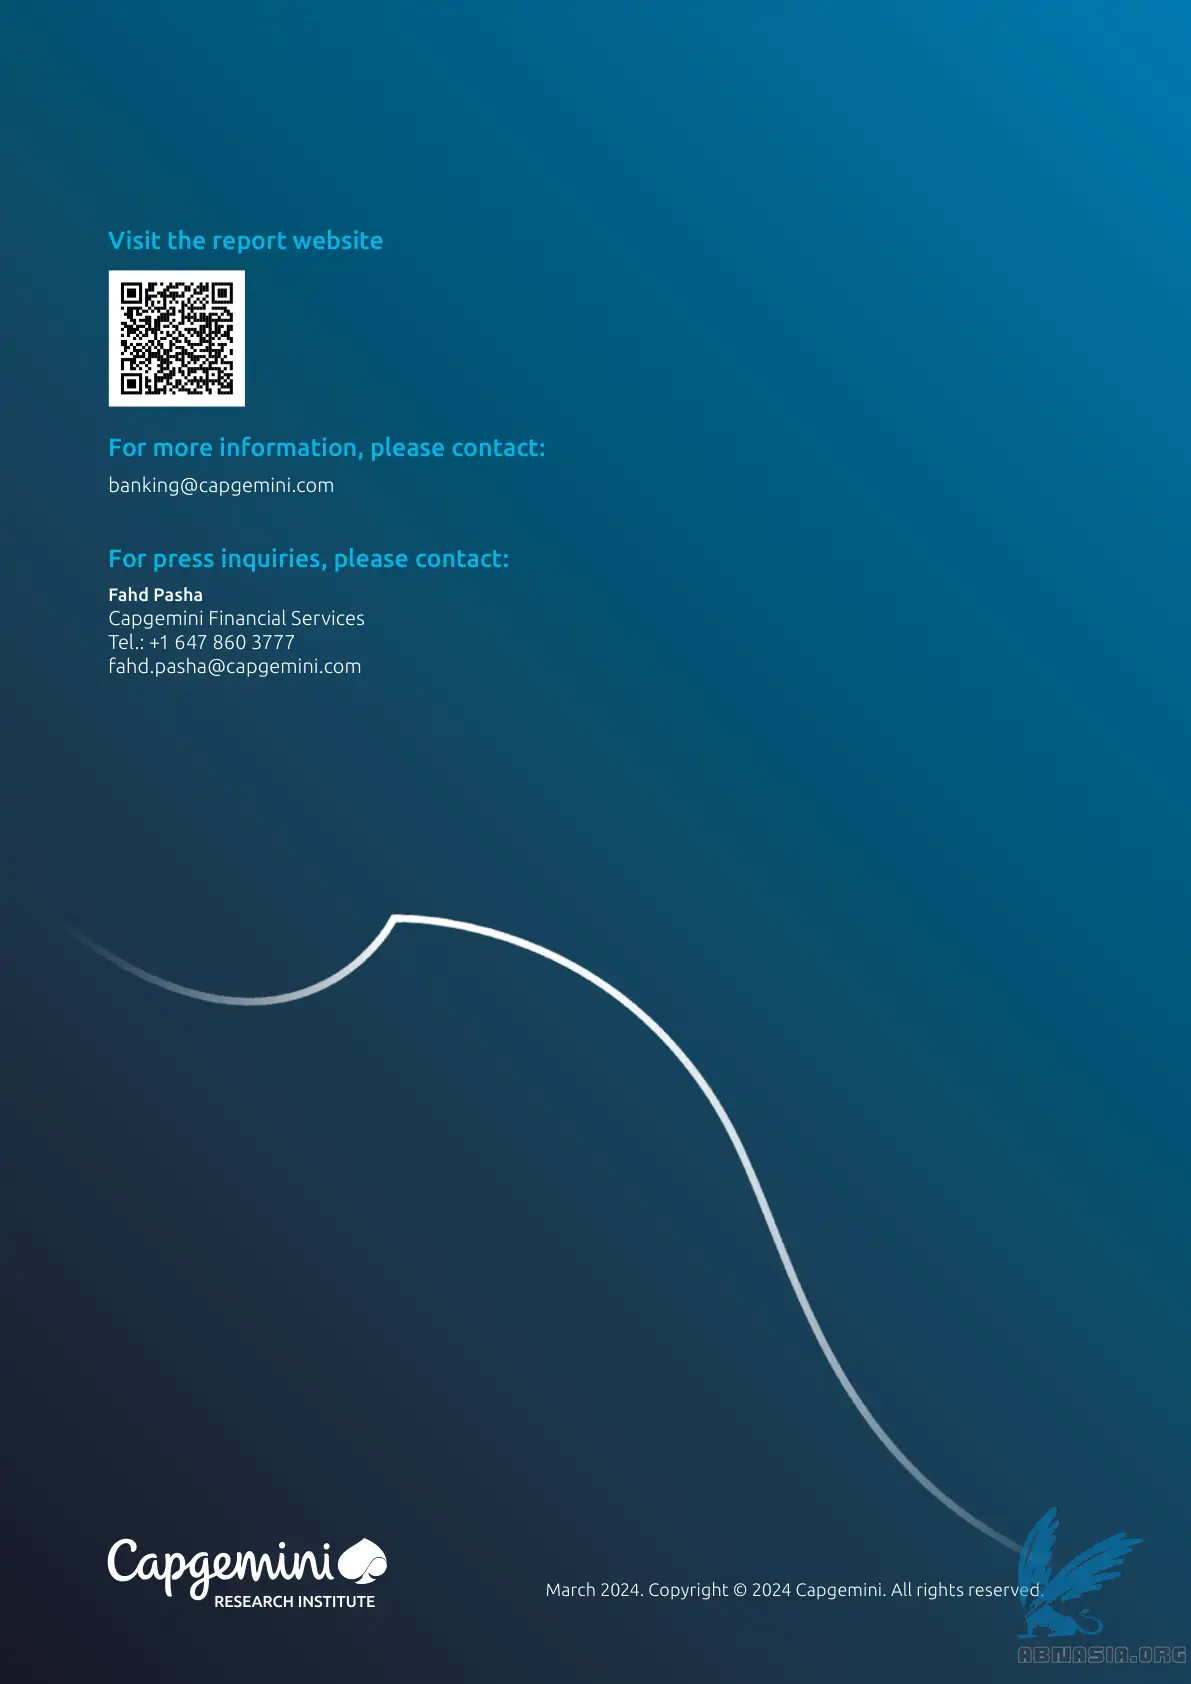 Visit the report website
For more information, please contact:
banking@capgemini.com
For press inquiries, please contact:
Fahd Pasha
Capgemini Financial Services
Tel.: +1 647 860 3777
fahd.pasha@capgemini.com
Capgemini
RESEARCH INSTITUTE
March 2024. Copyright © 2024 Capgemini. All rights reserved.
ABNASIA.ORG